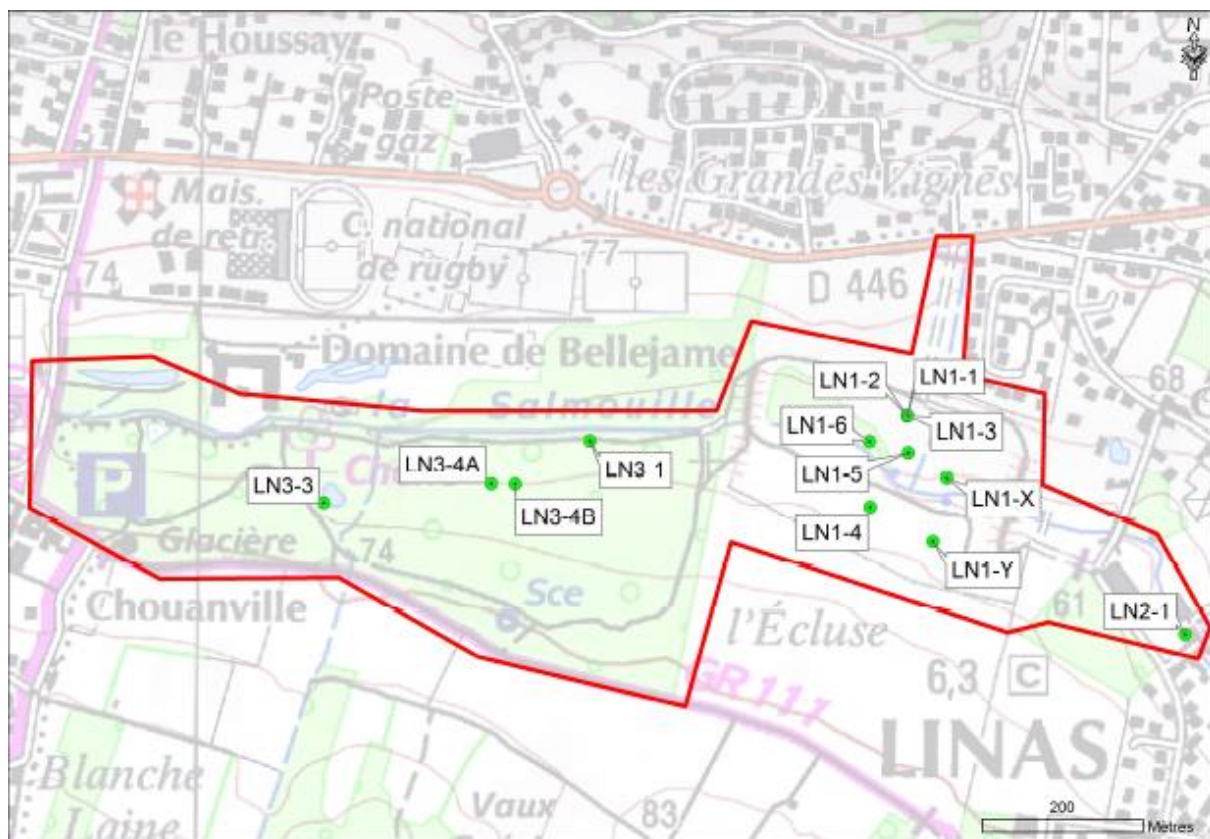 le Houssay
N
81
Poste
gaz
les Grandes Vignes
Mais.
de retr.
C. national
de rugby
77
74
D 446
Domaine de Bellejame
la Salmouille
68
LN1-2
LN1-1
LN1-3
LN1-6
LN1-5
LN3-4A
LN3 1
LN3-3
LN3-4B
LN1-X
LN1-4
LN1-Y
P
Glacière
74
Sce
Chouanville
l'Écluse
61
LN2-1
6,3
C
GR 111
LINAS
Blanche
Laine
Vaux
83
200
Mètres